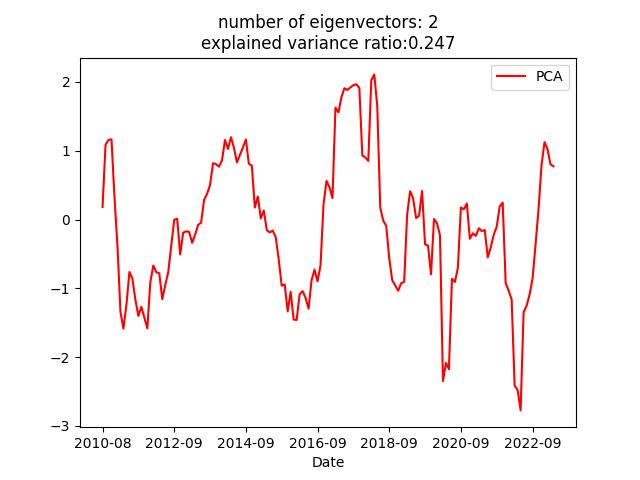 number of eigenvectors: 2
explained variance ratio:0.247
PCA
2
1
0
−1
−2
−3
2010-08 2012-09 2014-09 2016-09 2018-09 2020-09 2022-09
Date